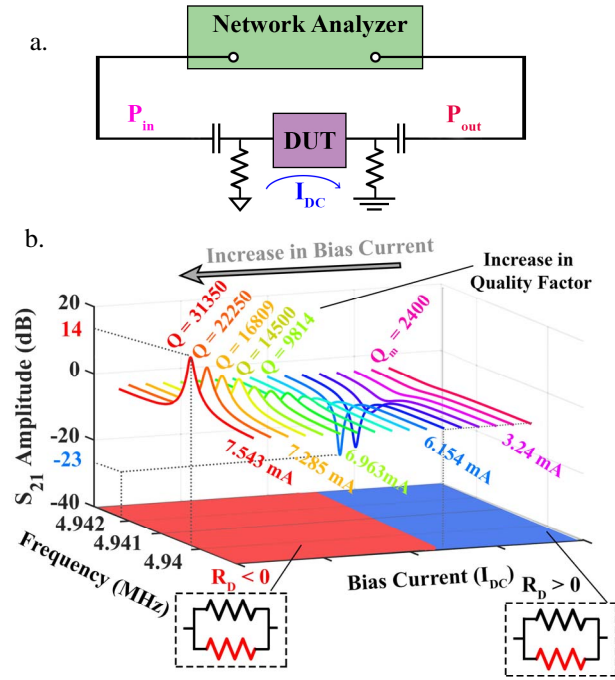 a.
Network Analyzer
P_in
P_out
DUT
I_DC
b.
Increase in Bias Current
Increase in
Quality Factor
Q = 31350
Q = 22250
Q = 16809
Q = 14500
Q = 9814
Q_m = 2400
S_21 Amplitude (dB)
20
14
0
-20
-23
-40
7.543 mA
7.285 mA
6.963mA
6.154 mA
3.24 mA
4.942
4.941
4.94
Frequency (MHz)
Bias Current (I_DC)
R_D < 0
R_D > 0